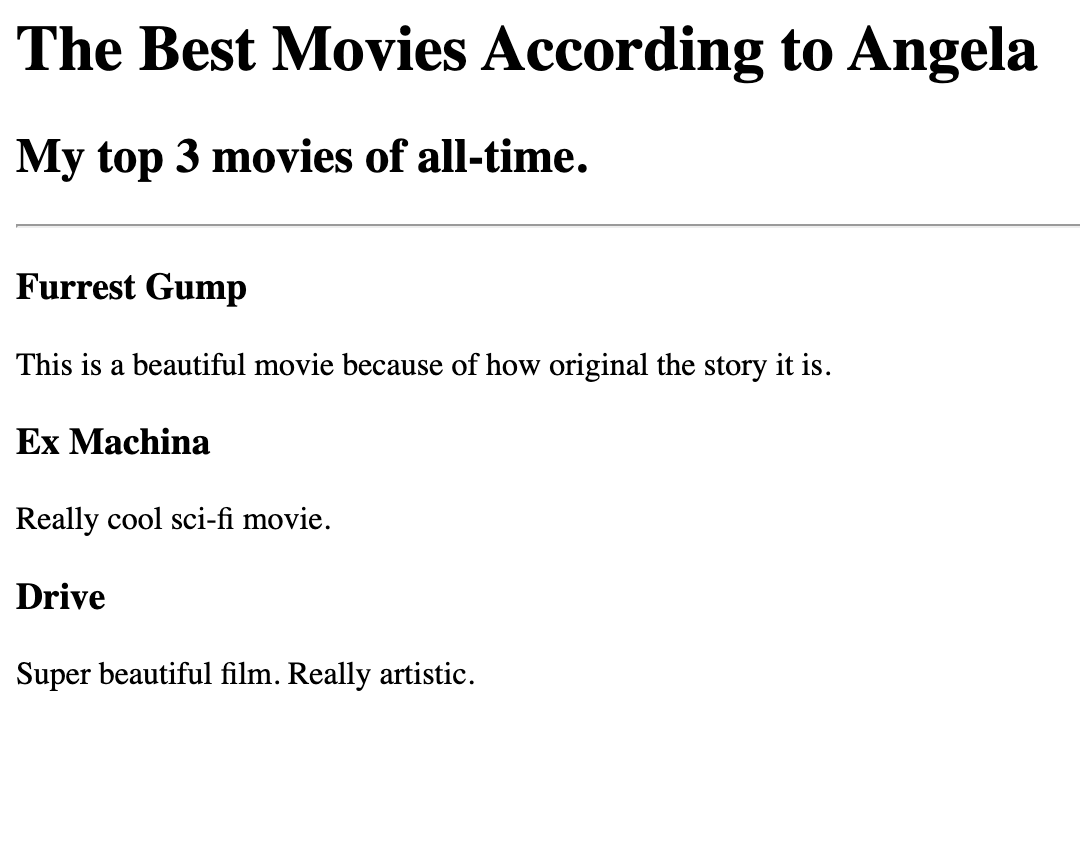 The Best Movies According to Angela
My top 3 movies of all-time.
Furrest Gump
This is a beautiful movie because of how original the story it is.
Ex Machina
Really cool sci-fi movie.
Drive
Super beautiful film. Really artistic.